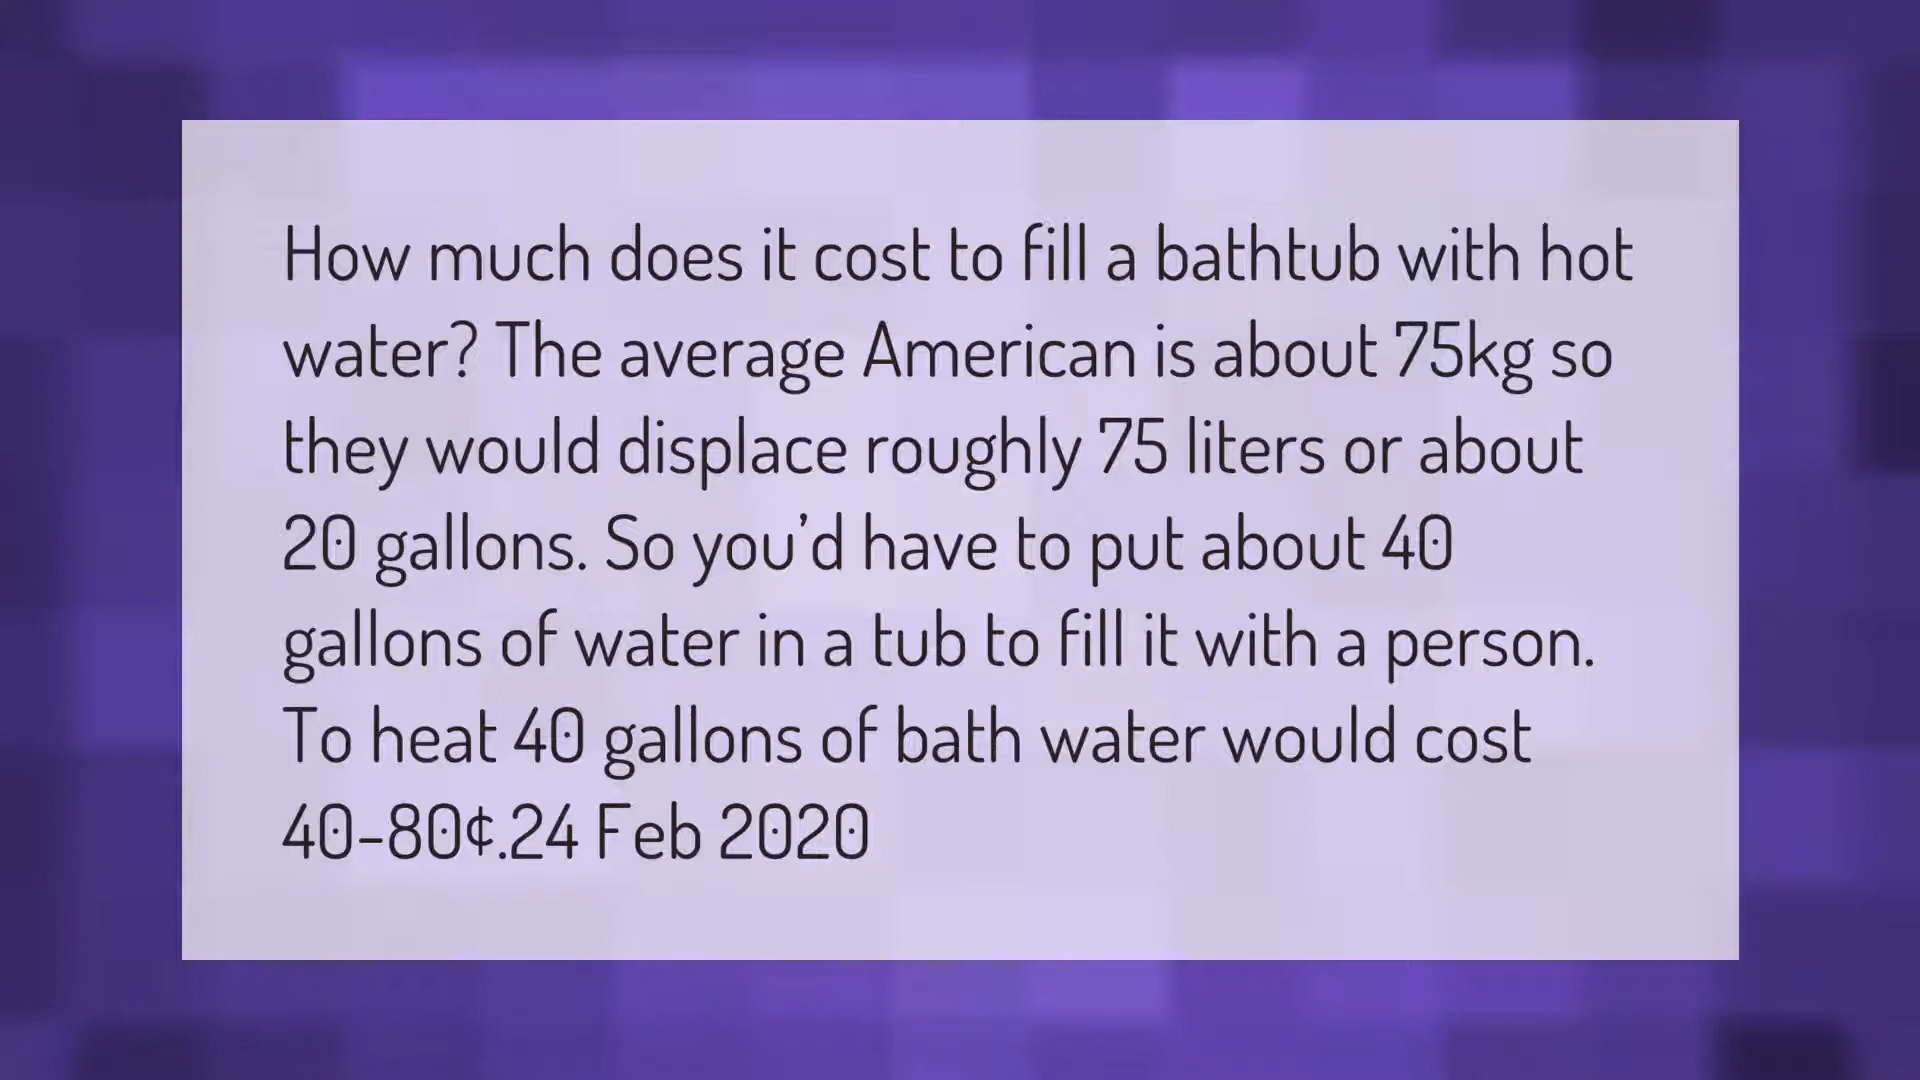 How much does it cost to fill a bathtub with hot
water? The average American is about 75kg so
they would displace roughly 75 liters or about
20 gallons. So you’d have to put about 40
gallons of water in a tub to fill it with a person.
To heat 40 gallons of bath water would cost
40-80¢.24 Feb 2020